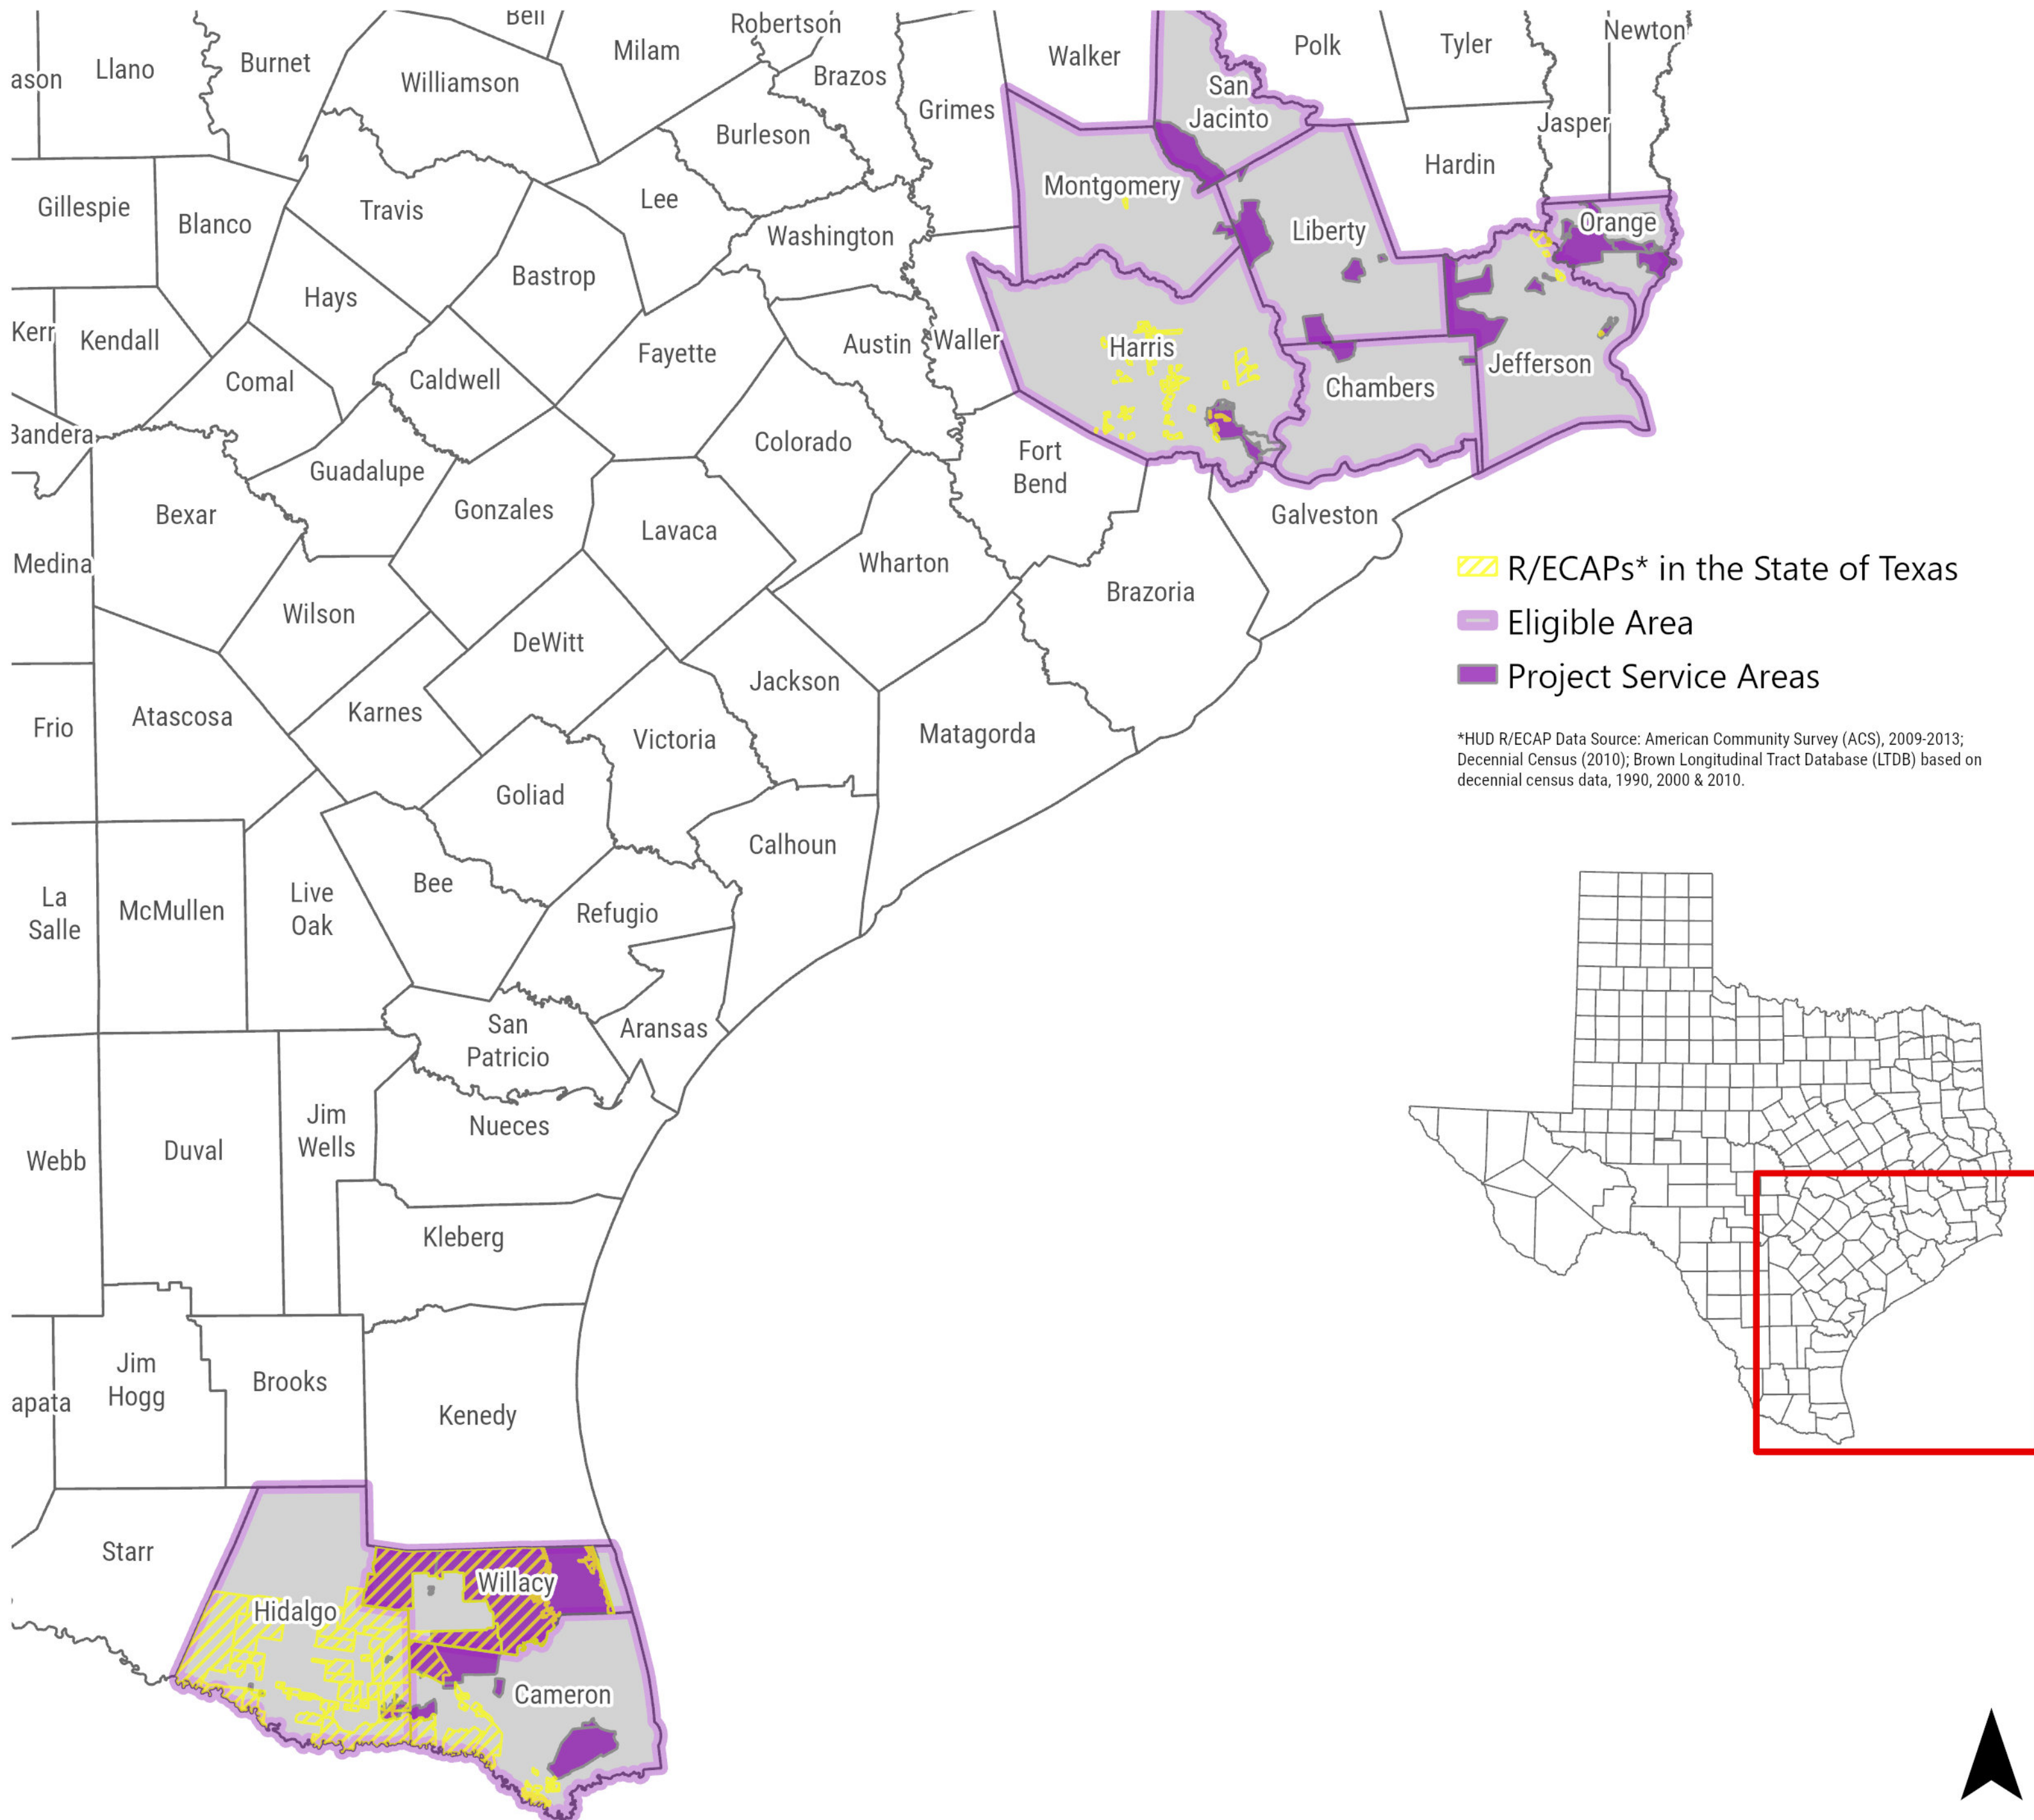 Bell
Robertson
Milam
Newton
Tyler
Polk
Walker
Llano
Burnet
ason
Williamson
Brazos
San
Jacinto
Grimes
Jasper
Burleson
Hardin
Montgomery
Lee
Gillespie
Travis
Blanco
Orange
Liberty
Washington
Bastrop
Hays
Kerr
Kendall
Austin
Waller
Harris
Fayette
Jefferson
Comal
Caldwell
Chambers
Bandera
Colorado
Fort
Bend
Guadalupe
Gonzales
Bexar
Galveston
Lavaca
Medina
Wharton
Brazoria
Wilson
DeWitt
Jackson
Karnes
Atascosa
Frio
Victoria
Matagorda
Goliad
Calhoun
Bee
La
Salle
McMullen
Live
Oak
Refugio
San
Patricio
Aransas
Jim
Wells
Nueces
Webb
Duval
Kleberg
Jim
Hogg
Brooks
apata
Kenedy
Starr
Willacy
Hidalgo
Cameron
R/ECAPs* in the State of Texas
Eligible Area
Project Service Areas
*HUD R/ECAP Data Source: American Community Survey (ACS), 2009-2013;
Decennial Census (2010); Brown Longitudinal Tract Database (LTDB) based on
decennial census data, 1990, 2000 & 2010.